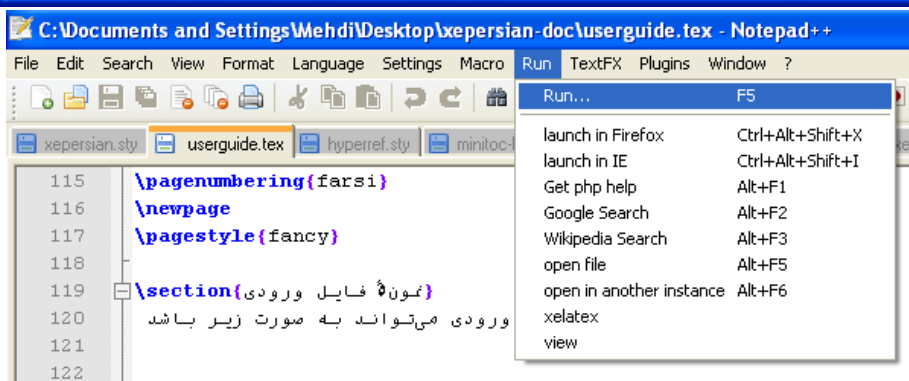 C:\Documents and Settings\Mehdi\Desktop\xepersian-doc\userguide.tex - Notepad++
File Edit Search View Format Language Settings Macro Run TextFX Plugins Window ?
Run... F5
xepersian.sty userguide.tex hyperref.sty minitoc-
launch in Firefox Ctrl+Alt+Shift+X
launch in IE Ctrl+Alt+Shift+I
Get php help Alt+F1
Google Search Alt+F2
Wikipedia Search Alt+F3
open file Alt+F5
open in another instance Alt+F6
xelatex
view
115 \pagenumbering{farsi}
116 \newpage
117 \pagestyle{fancy}
118
119 \section{نمونهٔ فایل ورودی}
120 ورودی می‌تواند به صورت زیر باشد
121
122